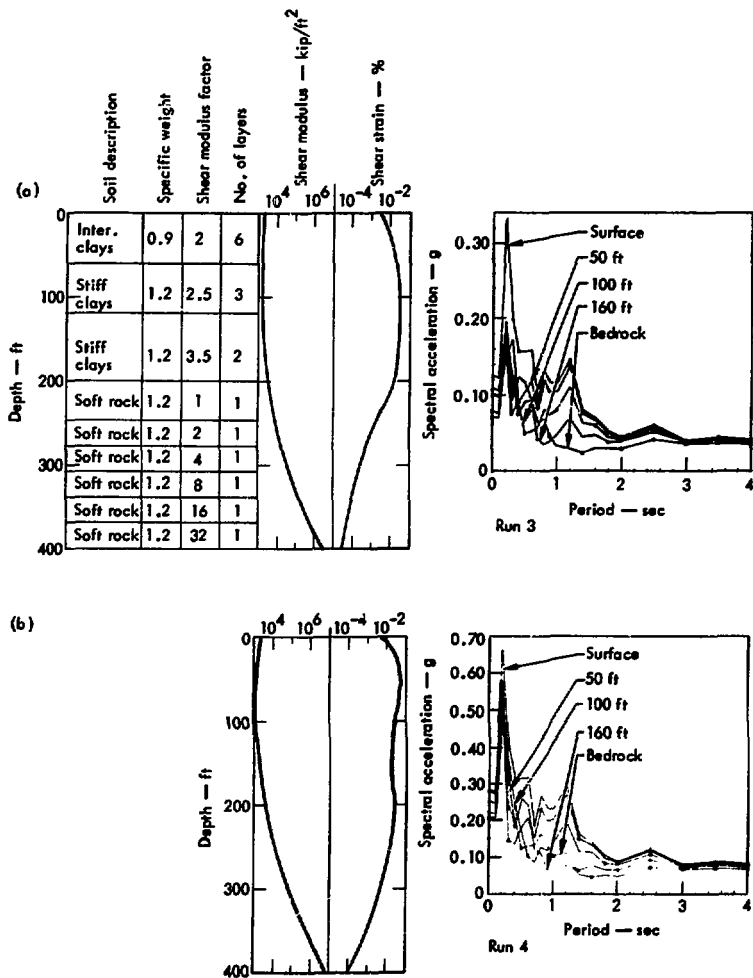 (a)
Soil description
Specific weight
Shear modulus factor
No. of layers
Shear modulus — kip/ft²
Shear strain — %
10⁴ 10⁶ 10⁻⁴ 10⁻²
Inter. clays 0.9 2 6
Stiff clays 1.2 2.5 3
Stiff clays 1.2 3.5 2
Soft rock 1.2 1 1
Soft rock 1.2 2 1
Soft rock 1.2 4 1
Soft rock 1.2 8 1
Soft rock 1.2 16 1
Soft rock 1.2 32 1
Depth — ft
0
100
200
300
400
Spectral acceleration — g
0.30
0.20
0.10
0
Surface
50 ft
100 ft
160 ft
Bedrock
0 1 2 3 4
Period — sec
Run 3
(b)
10⁴ 10⁶ 10⁻⁴ 10⁻²
Depth — ft
0
100
200
300
400
Spectral acceleration — g
0.70
0.60
0.50
0.40
0.30
0.20
0.10
0
Surface
50 ft
100 ft
160 ft
Bedrock
0 1 2 3 4
Period — sec
Run 4